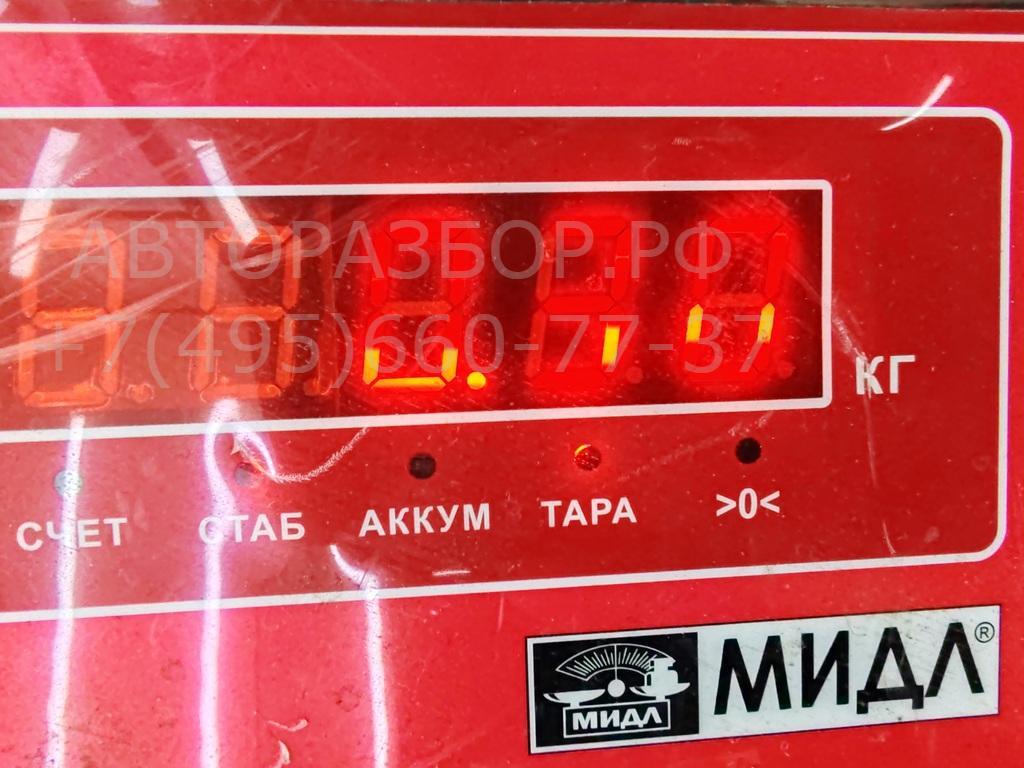 АВТОРАЗБОР.РФ
+7(495)660-77-37
КГ
СЧЕТ СТАБ АККУМ ТАРА >0<
МИДЛ
МИДЛ®